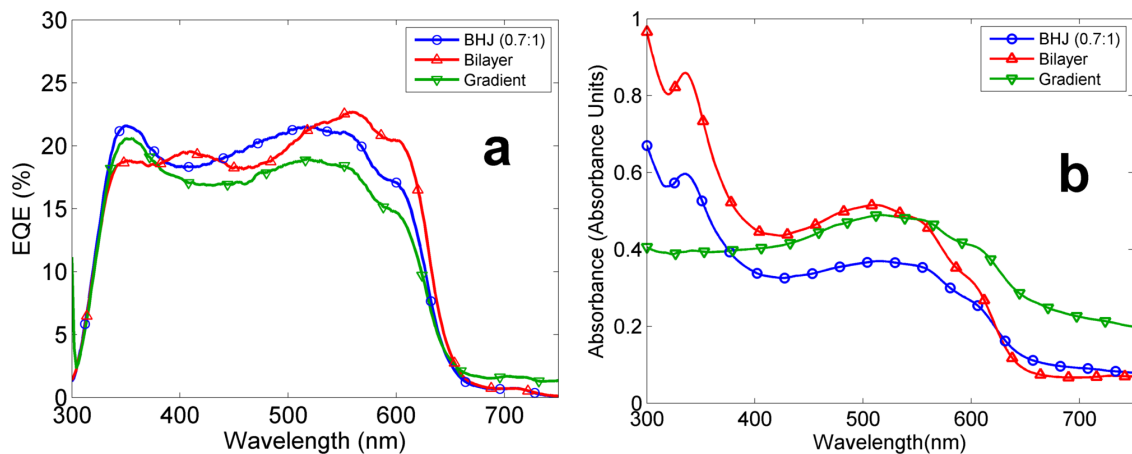 30
25
20
15
10
5
0
EQE (%)
300
400
500
600
700
Wavelength (nm)
BHJ (0.7:1)
Bilayer
Gradient
a
1
0.8
0.6
0.4
0.2
0
Absorbance (Absorbance Units)
300
400
500
600
700
Wavelength(nm)
BHJ (0.7:1)
Bilayer
Gradient
b